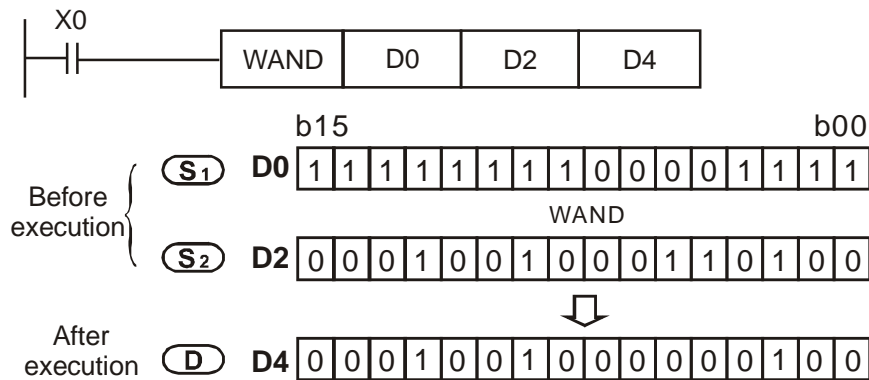 X0
WAND D0 D2 D4
b15 b00
Before execution
S1 D0 1 1 1 1 1 1 1 1 0 0 0 0 1 1 1 1
WAND
S2 D2 0 0 0 1 0 0 1 0 0 0 1 1 0 1 0 0
After execution
D D4 0 0 0 1 0 0 1 0 0 0 0 0 0 1 0 0